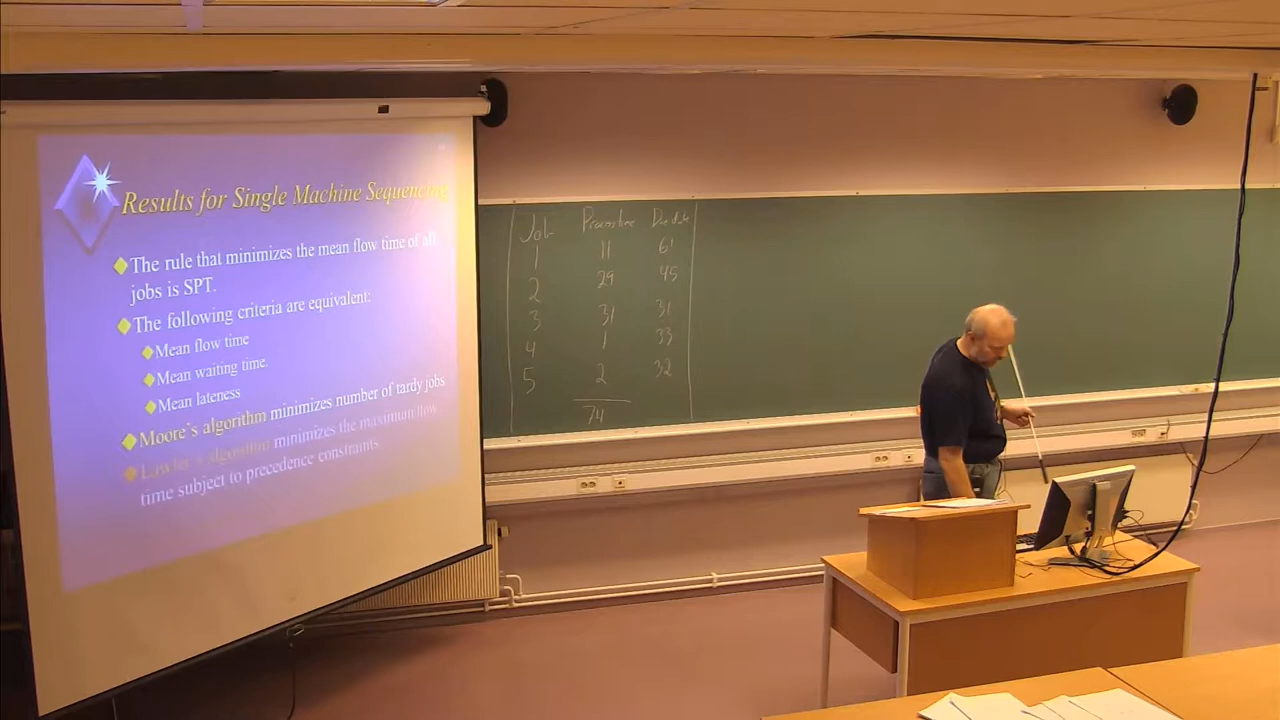 Results for Single Machine Sequencing
The rule that minimizes the mean flow time of all
jobs is SPT.
The following criteria are equivalent:
Mean flow time
Mean waiting time.
Mean lateness
Moore's algorithm minimizes number of tardy jobs
Lawler's algorithm minimizes the maximum flow
time subject to precedence constraints.
Job Due date
1 11 61
2 29 45
3 31 31
4 1 33
5 2 32
74